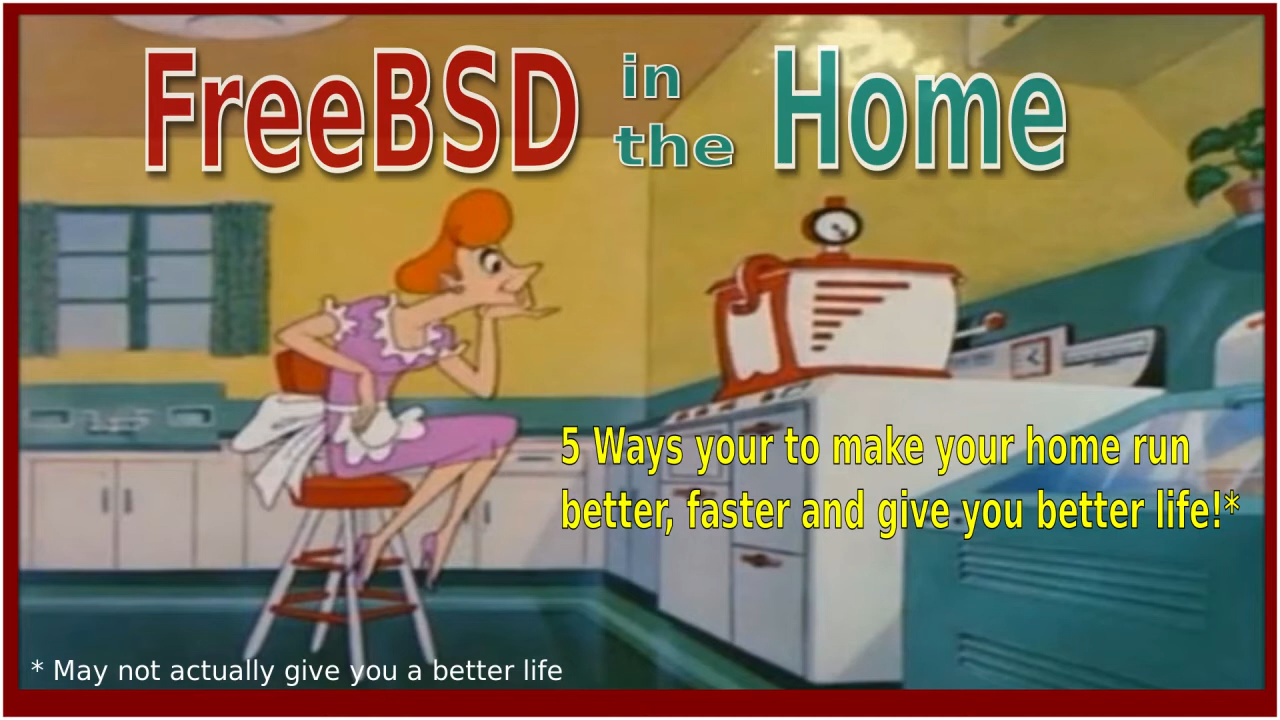 FreeBSD in the Home
5 Ways your to make your home run
better, faster and give you better life!*
* May not actually give you a better life